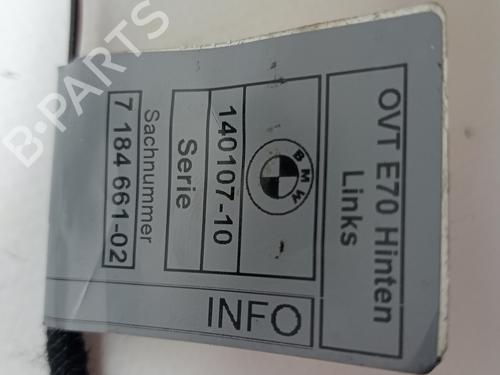 OVT E70 Hinten
Links
BMW
140107-10
Serie
Sachnummer
7 184 661-02
INFO
B-PARTS